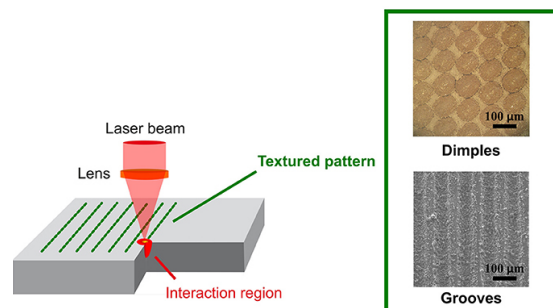 Laser beam
Lens
Textured pattern
Interaction region
100 μm
Dimples
100 μm
Grooves